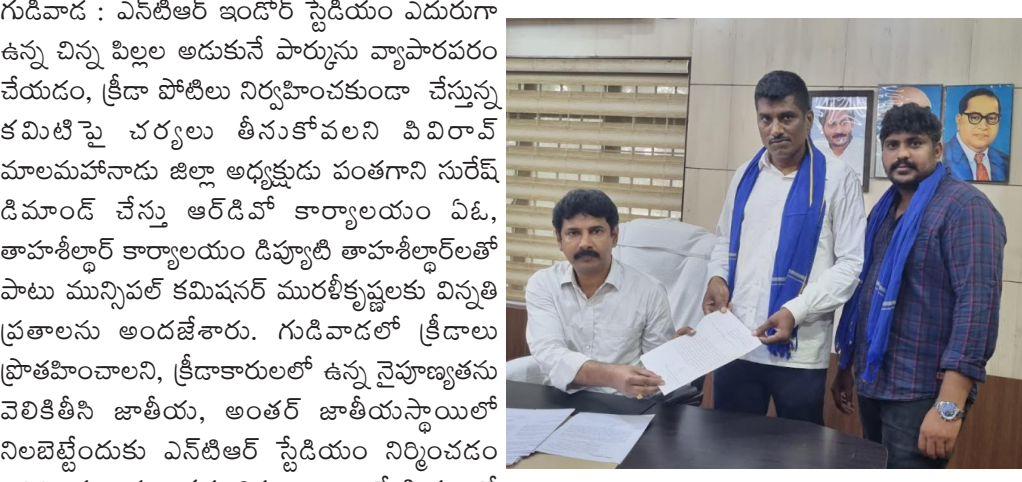 గుడివాడ : ఎన్‌టిఆర్ ఇండోర్ స్టేడియం ఎదురుగా
ఉన్న చిన్న పిల్లల అడుకునే పార్కును వ్యాపారపరం
చేయడం, క్రీడా పోటిలు నిర్వహించకుండా చేస్తున్న
కమిటిపై చర్యలు తీనుకోవలని పివిరావ్
మాలమహానాడు జిల్లా అధ్యక్షుడు పంతగాని సురేష్
డిమాండ్ చేస్తు ఆర్‌డివో కార్యాలయం ఏఓ,
తాహశీల్థార్ కార్యాలయం డిప్యూటి తాహశీల్థార్‌లతో
పాటు మున్సిపల్ కమిషనర్ మురళీకృష్ణలకు విన్నతి
ప్రతాలను అందజేశారు. గుడివాడలో క్రీడాలు
ప్రొతహించాలని, క్రీడాకారులలో ఉన్న నైపూణ్యతను
వెలికితీసి జాతీయ, అంతర్ జాతీయస్థాయిలో
నిలబెట్టేందుకు ఎన్‌టిఆర్ స్టేడియం నిర్మించడం